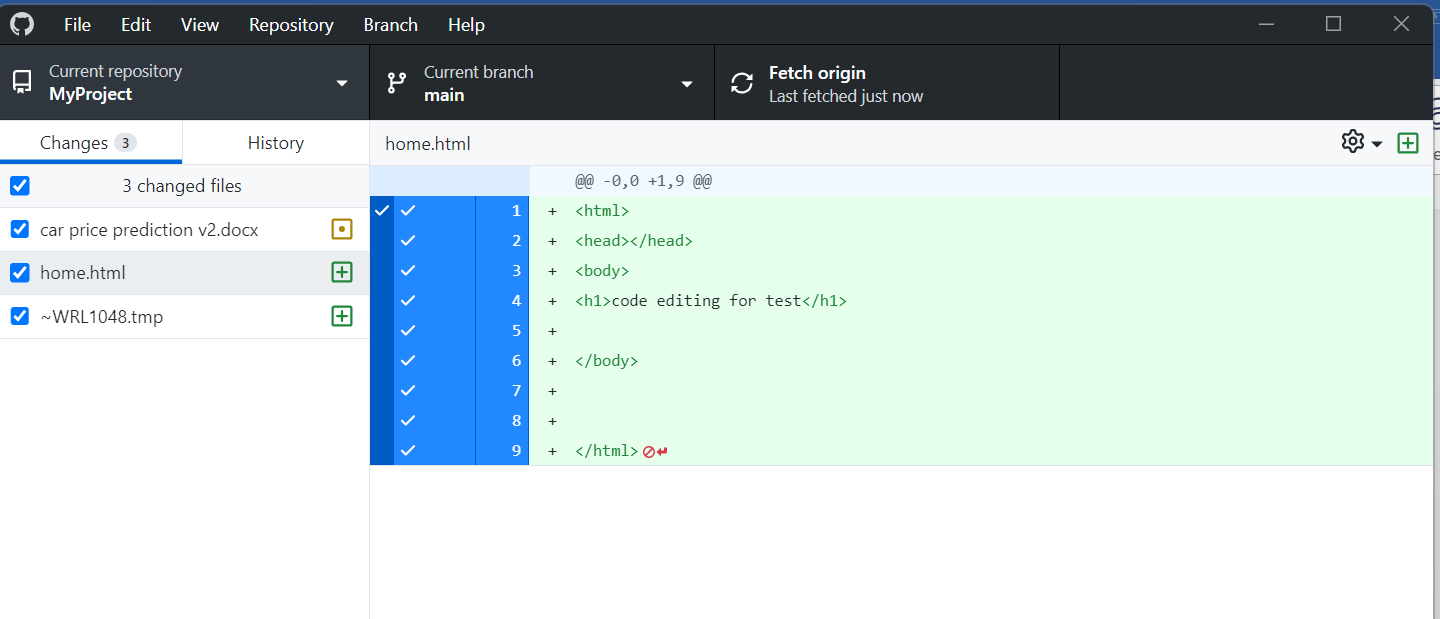 File Edit View Repository Branch Help
Current repository
MyProject
Current branch
main
Fetch origin
Last fetched just now
Changes 3
History
3 changed files
car price prediction v2.docx
home.html
~WRL1048.tmp
home.html
@@ -0,0 +1,9 @@
1 + <html>
2 + <head></head>
3 + <body>
4 + <h1>code editing for test</h1>
5 +
6 + </body>
7 +
8 +
9 + </html>